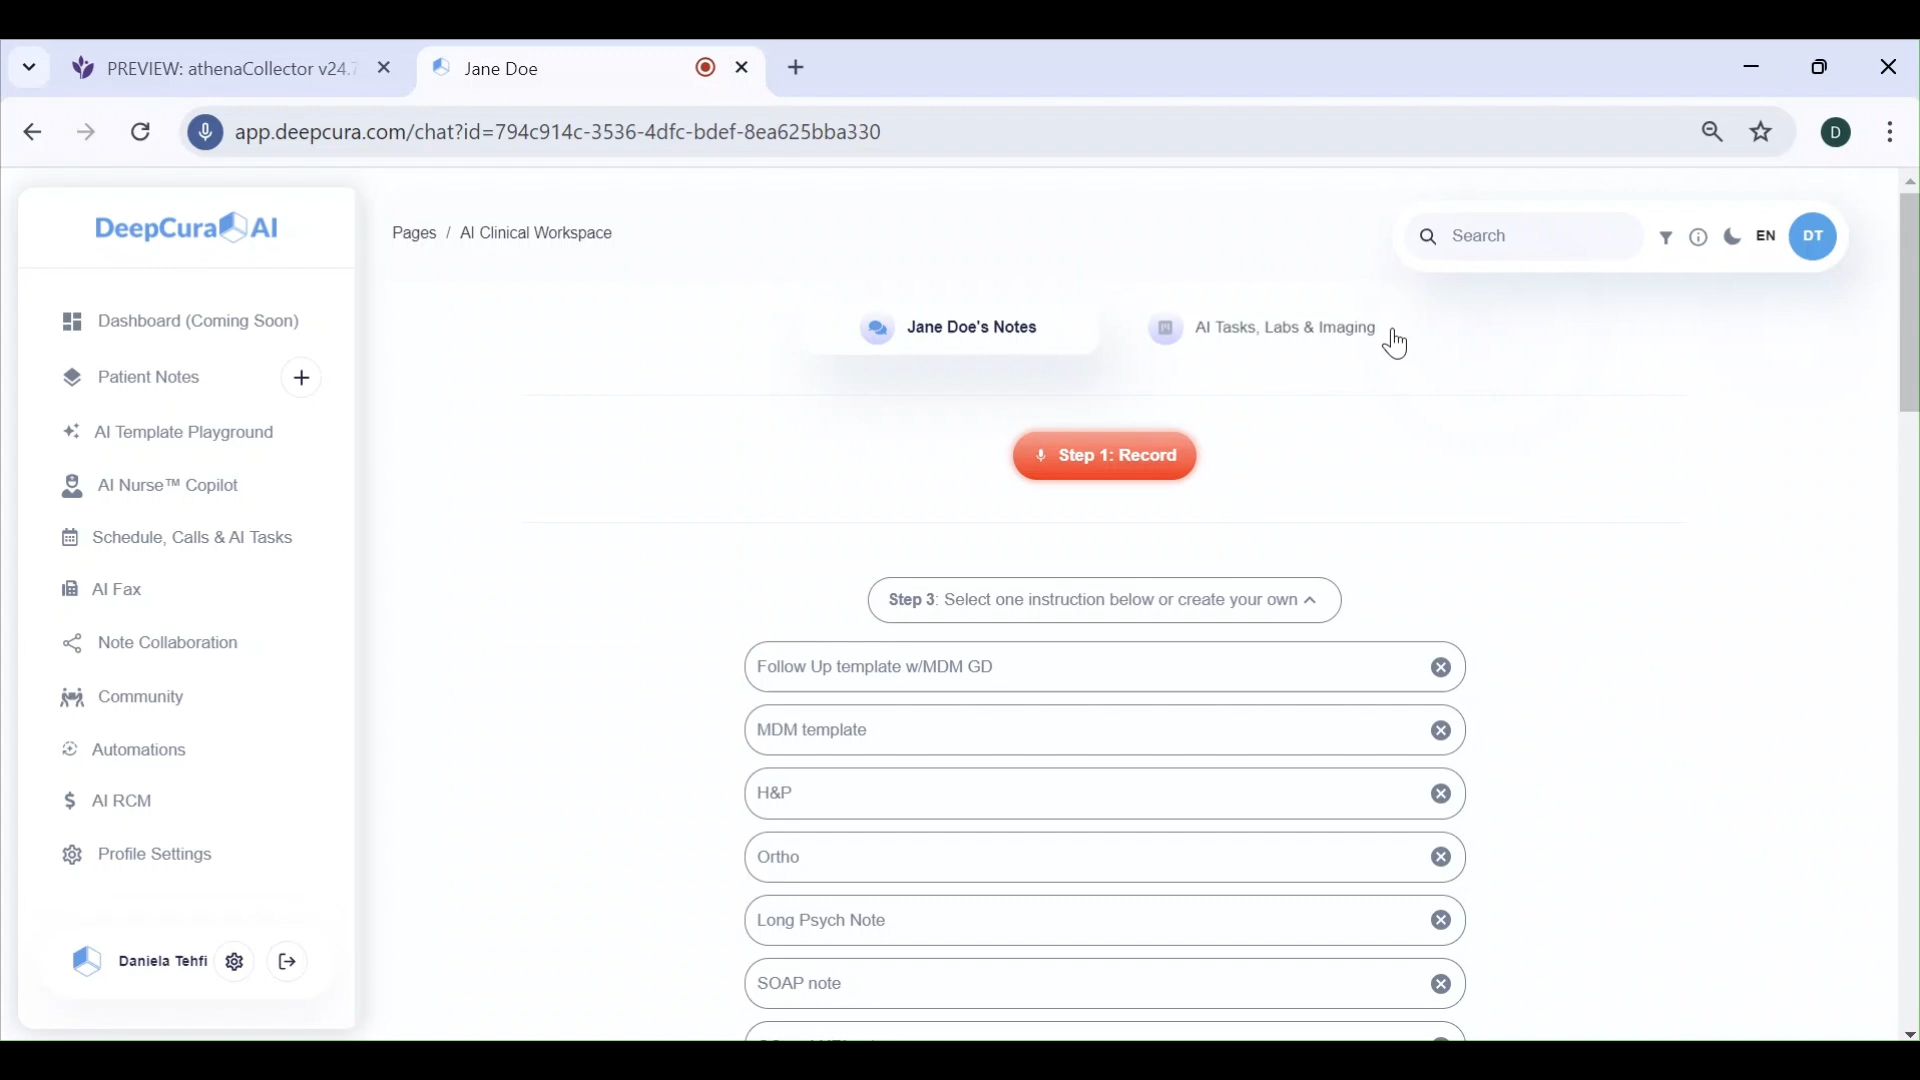 PREVIEW: athenaCollector v24.
Jane Doe
app.deepcura.com/chat?id=794c914c-3536-4dfc-bdef-8ea625bba330
D
DeepCura AI
Pages / AI Clinical Workspace
Search
EN
DT
Dashboard (Coming Soon)
Patient Notes
AI Template Playground
AI Nurse™ Copilot
Schedule, Calls & AI Tasks
AI Fax
Note Collaboration
Community
Automations
AI RCM
Profile Settings
Daniela Tehfi
Jane Doe's Notes
AI Tasks, Labs & Imaging
Step 1: Record
Step 3: Select one instruction below or create your own
Follow Up template w/MDM GD
MDM template
H&P
Ortho
Long Psych Note
SOAP note